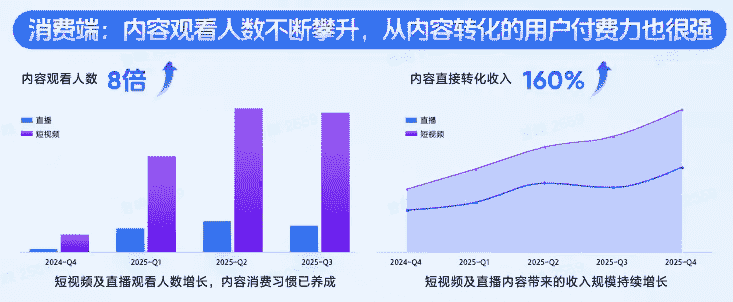 消费端：内容观看人数不断攀升，从内容转化的用户付费力也很强
内容观看人数 8倍
直播
短视频
2024-Q4 2025-Q1 2025-Q2 2025-Q3
短视频及直播观看人数增长，内容消费习惯已养成
内容直接转化收入 160%
直播
短视频
2024-Q4 2025-Q1 2025-Q2 2025-Q3 2025-Q4
短视频及直播内容带来的收入规模持续增长